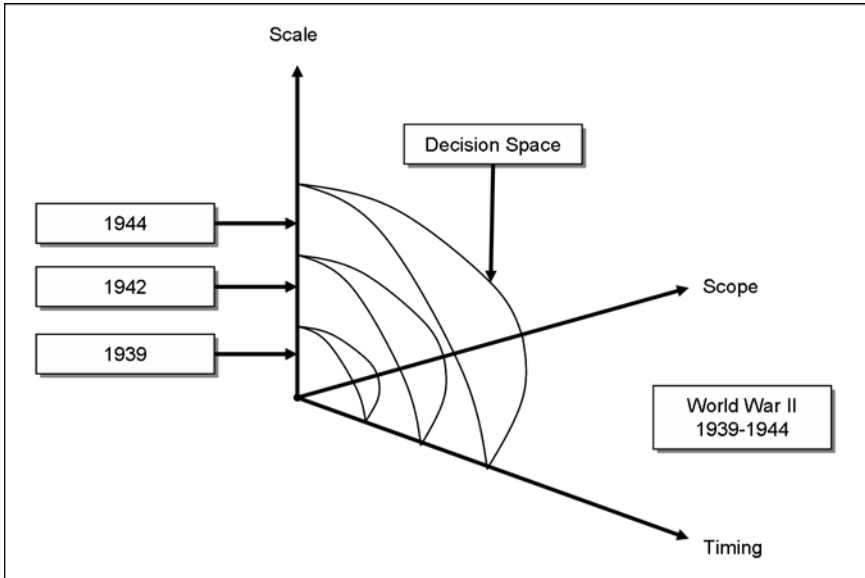 Scale
Decision Space
1944
1942
1939
Scope
World War II
1939-1944
Timing